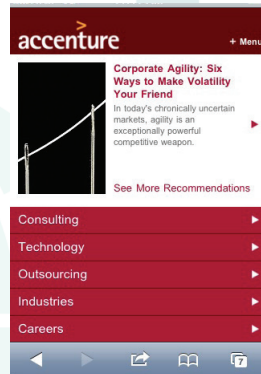 accenture
+ Menu
Corporate Agility: Six
Ways to Make Volatility
Your Friend
In today's chronically uncertain
markets, agility is an
exceptionally powerful
competitive weapon.
See More Recommendations
Consulting
Technology
Outsourcing
Industries
Careers
7